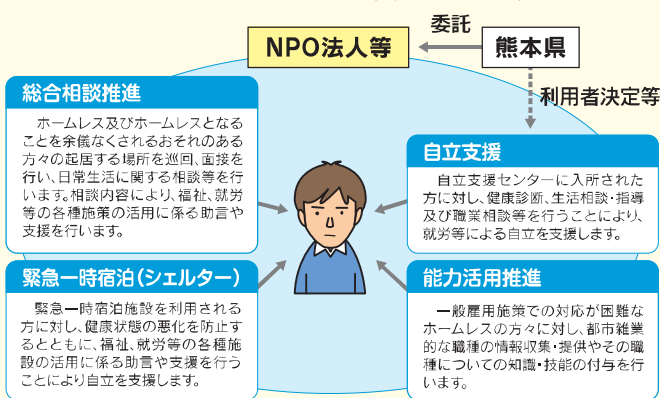 委託
NPO法人等
熊本県
利用者決定等
総合相談推進
ホームレス及びホームレスとなる
ことを余儀なくされるおそれのある
方々の起居する場所を巡回、面接を
行い、日常生活に関する相談等を行
います。相談内容により、福祉、就労
等の各種施策の活用に係る助言や
支援を行います。
自立支援
自立支援センターに入所された
方に対し、健康診断、生活相談・指導
及び職業相談等を行うことにより、
就労等による自立を支援します。
緊急一時宿泊(シェルター)
緊急一時宿泊施設を利用される
方に対し、健康状態の悪化を防止す
るとともに、福祉、就労等の各種施
設の活用に係る助言や支援を行う
ことにより自立を支援します。
能力活用推進
一般雇用施策での対応が困難な
ホームレスの方々に対し、都市雑業
的な職種の情報収集・提供やその職
種についての知識・技能の付与を行
います。